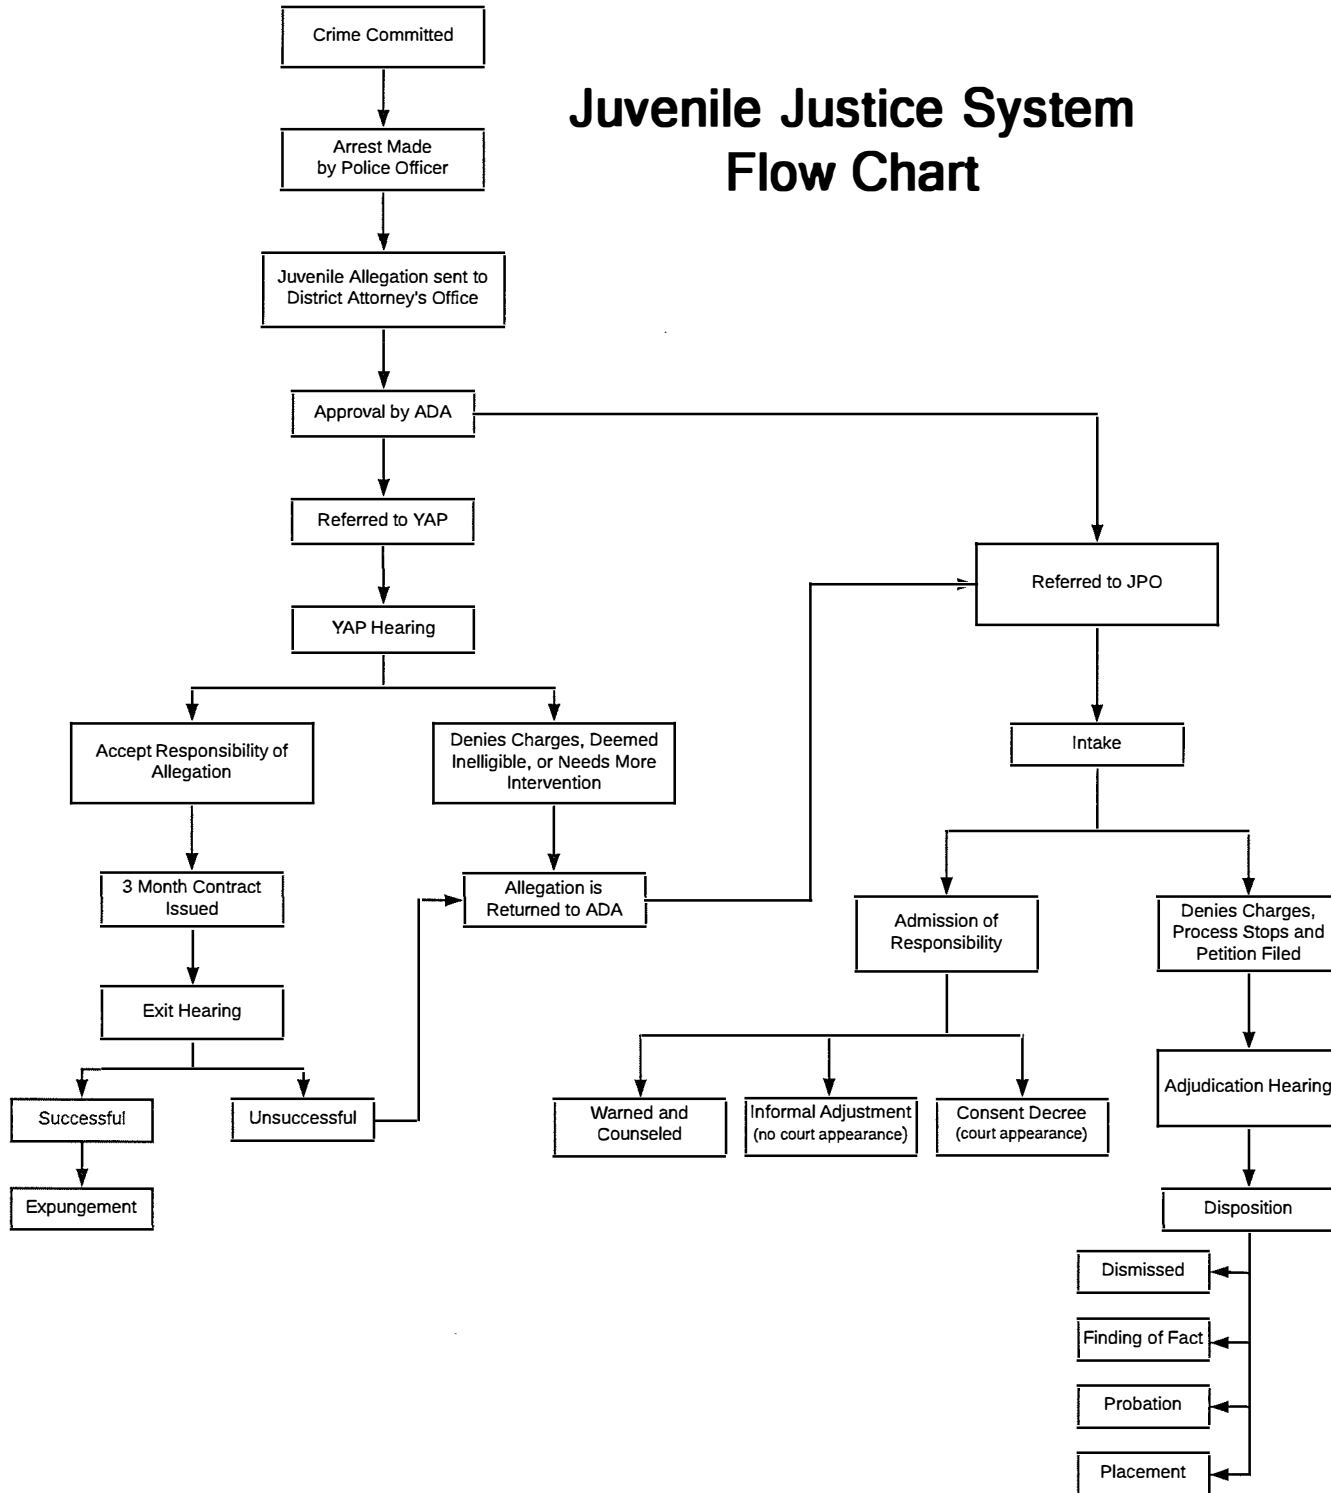 Crime Committed
Juvenile Justice System
Flow Chart
Arrest Made
by Police Officer
Juvenile Allegation sent to
District Attorney's Office
Approval by ADA
Referred to YAP
Referred to JPO
YAP Hearing
Accept Responsibility of
Allegation
Denies Charges, Deemed
Inelligible, or Needs More
Intervention
Intake
3 Month Contract
Issued
Allegation is
Returned to ADA
Admission of
Responsibility
Denies Charges,
Process Stops and
Petition Filed
Exit Hearing
Adjudication Hearing
Successful
Unsuccessful
Warned and
Counseled
Informal Adjustment
(no court appearance)
Consent Decree
(court appearance)
Expungement
Disposition
Dismissed
Finding of Fact
Probation
Placement